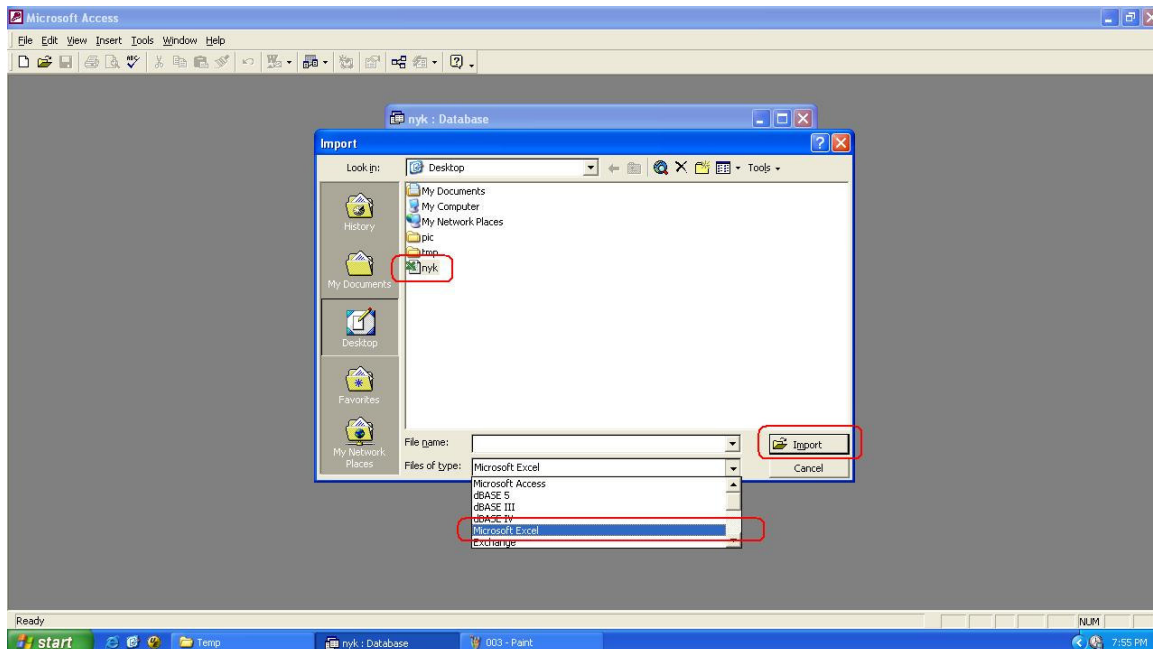 Microsoft Access
File Edit View Insert Tools Window Help
nyk : Database
Import
Look in: Desktop Tools
My Documents
My Computer
My Network Places
pic
tmp
nyk
History
My Documents
Desktop
Favorites
My Network Places
File name: Import
Files of type: Microsoft Excel Cancel
Microsoft Access
dBASE 5
dBASE III
dBASE IV
Microsoft Excel
Exchange
Ready NUM
start Temp nyk : Database 003 - Paint 7:55 PM